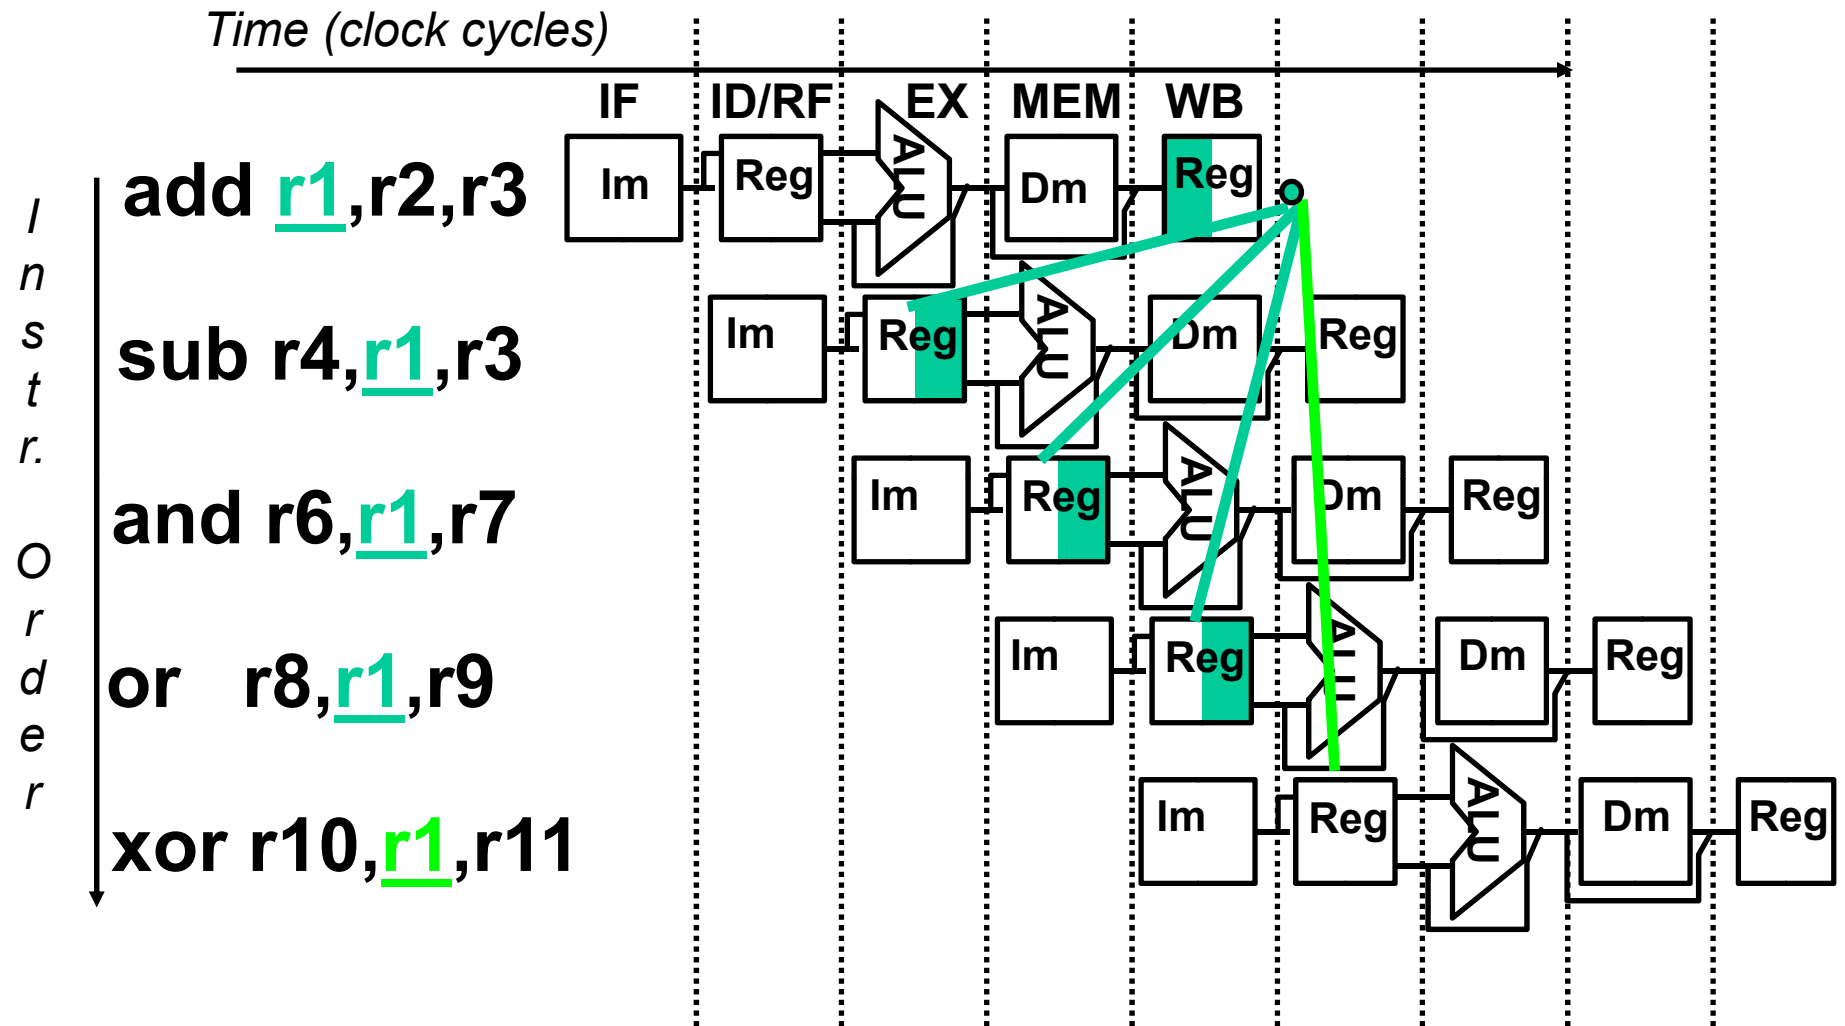 Time (clock cycles)
IF ID/RF EX MEM WB
Instr. Order
add r1,r2,r3
Im Reg ALU Dm Reg
sub r4,r1,r3
Im Reg ALU Dm Reg
and r6,r1,r7
Im Reg ALU Dm Reg
or r8,r1,r9
Im Reg ALU Dm Reg
xor r10,r1,r11
Im Reg ALU Dm Reg